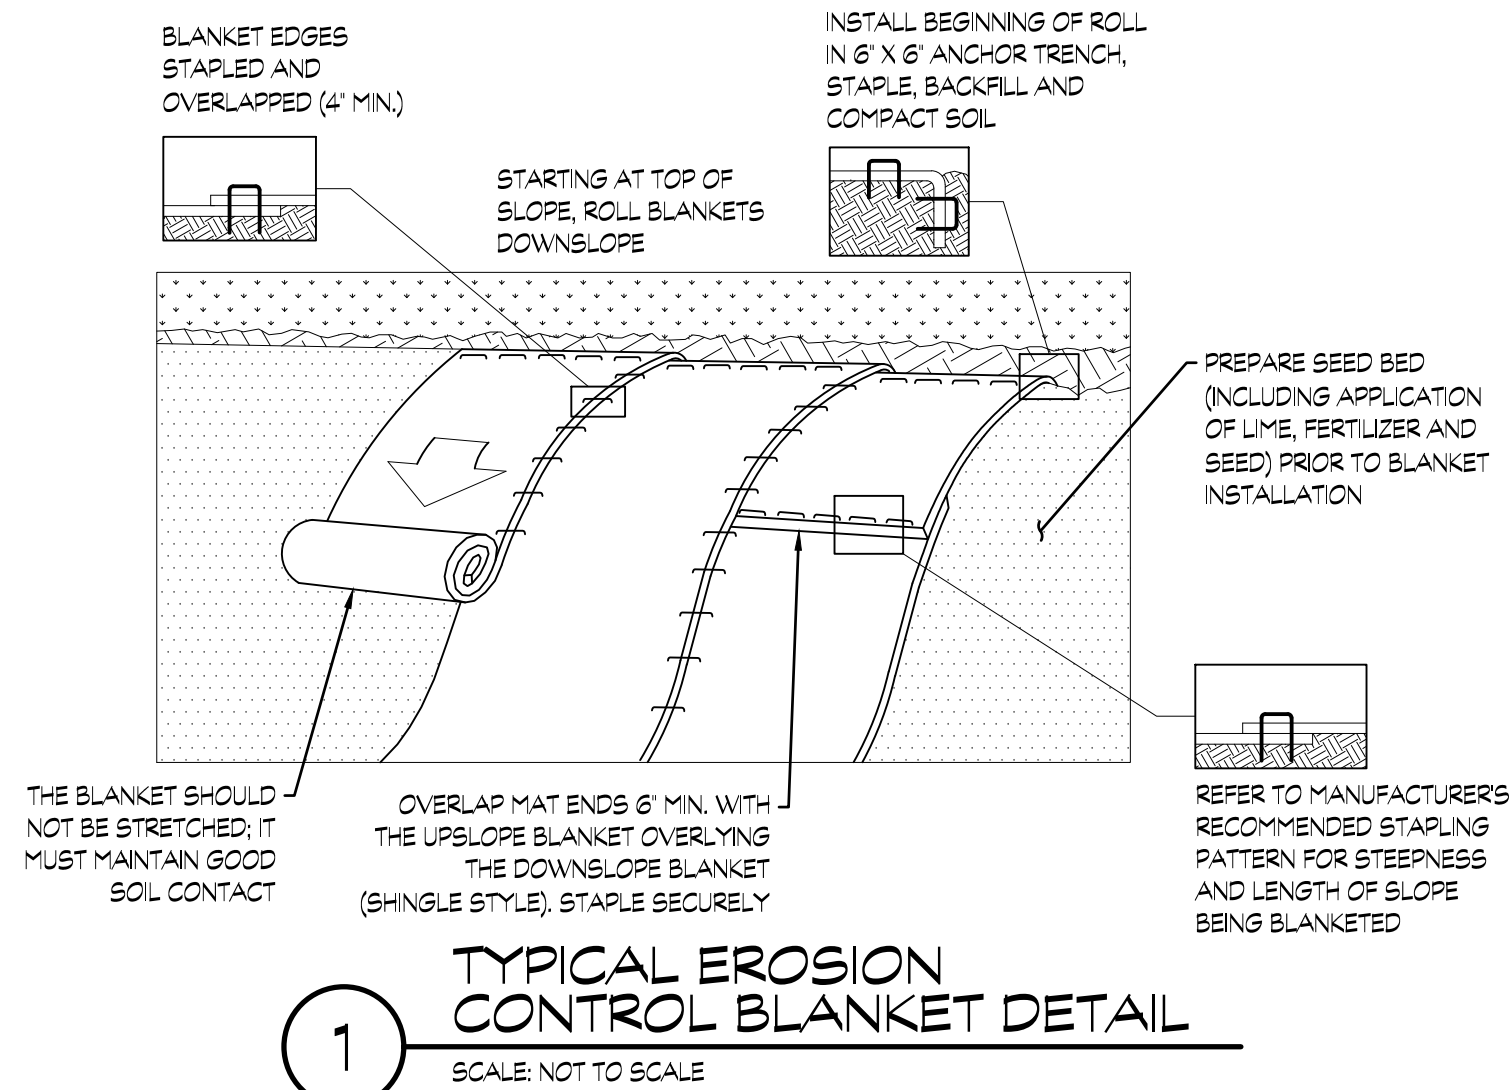 BLANKET EDGES
STAPLED AND
OVERLAPPED (4" MIN.)
INSTALL BEGINNING OF ROLL
IN 6" X 6" ANCHOR TRENCH,
STAPLE, BACKFILL AND
COMPACT SOIL
STARTING AT TOP OF
SLOPE, ROLL BLANKETS
DOWNSLOPE
PREPARE SEED BED
(INCLUDING APPLICATION
OF LIME, FERTILIZER AND
SEED) PRIOR TO BLANKET
INSTALLATION
THE BLANKET SHOULD
NOT BE STRETCHED; IT
MUST MAINTAIN GOOD
SOIL CONTACT
OVERLAP MAT ENDS 6" MIN. WITH
THE UPSLOPE BLANKET OVERLYING
THE DOWNSLOPE BLANKET
(SHINGLE STYLE). STAPLE SECURELY
REFER TO MANUFACTURER'S
RECOMMENDED STAPLING
PATTERN FOR STEEPNESS
AND LENGTH OF SLOPE
BEING BLANKETED
1
TYPICAL EROSION
CONTROL BLANKET DETAIL
SCALE: NOT TO SCALE